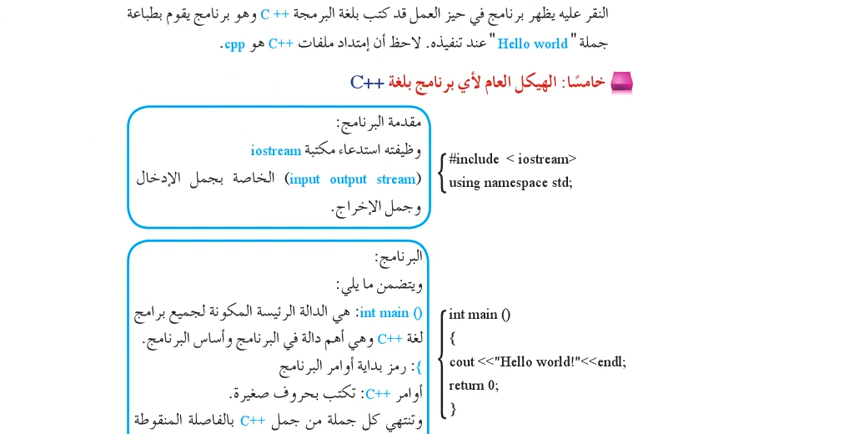 النقر عليه يظهر برنامج في حيز العمل قد كتب بلغة البرمجة C ++ وهو برنامج يقوم بطباعة
جملة "Hello world" عند تنفيذه. لاحظ أن إمتداد ملفات C++ هو cpp.
خامسًا: الهيكل العام لأي برنامج بلغة C++
مقدمة البرنامج:
وظيفته استدعاء مكتبة iostream
(input output stream) الخاصة بجمل الإدخال
وجمل الإخراج.
#include < iostream>
using namespace std;
البرنامج:
ويتضمن ما يلي:
int main (): هي الدالة الرئيسة المكونة لجميع برامج
لغة C++ وهي أهم دالة في البرنامج وأساس البرنامج.
{: رمز بداية أوامر البرنامج
أوامر C++: تكتب بحروف صغيرة.
وتنتهي كل جملة من جمل C++ بالفاصلة المنقوطة
int main ()
{
cout <<"Hello world!"<<endl;
return 0;
}